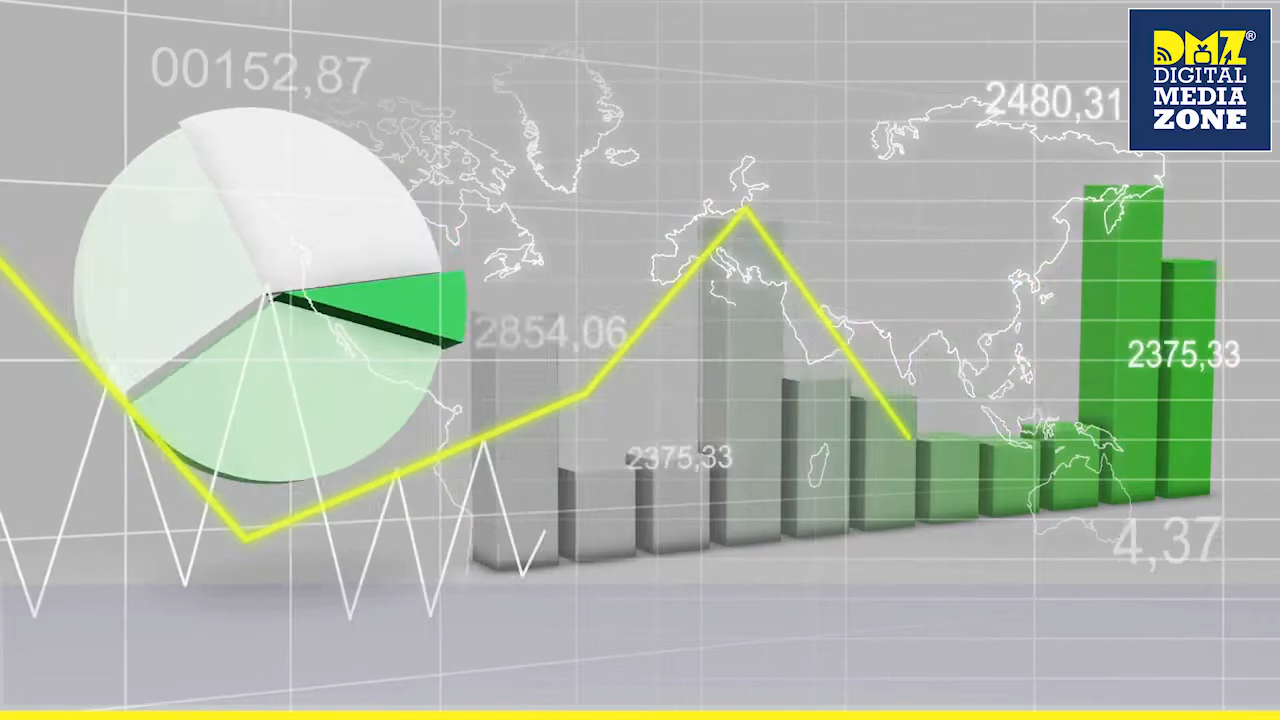 00152,87
2480,31
DMZ®
DIGITAL
MEDIA
ZONE
2854,06
2375,33
2375,33
4,37